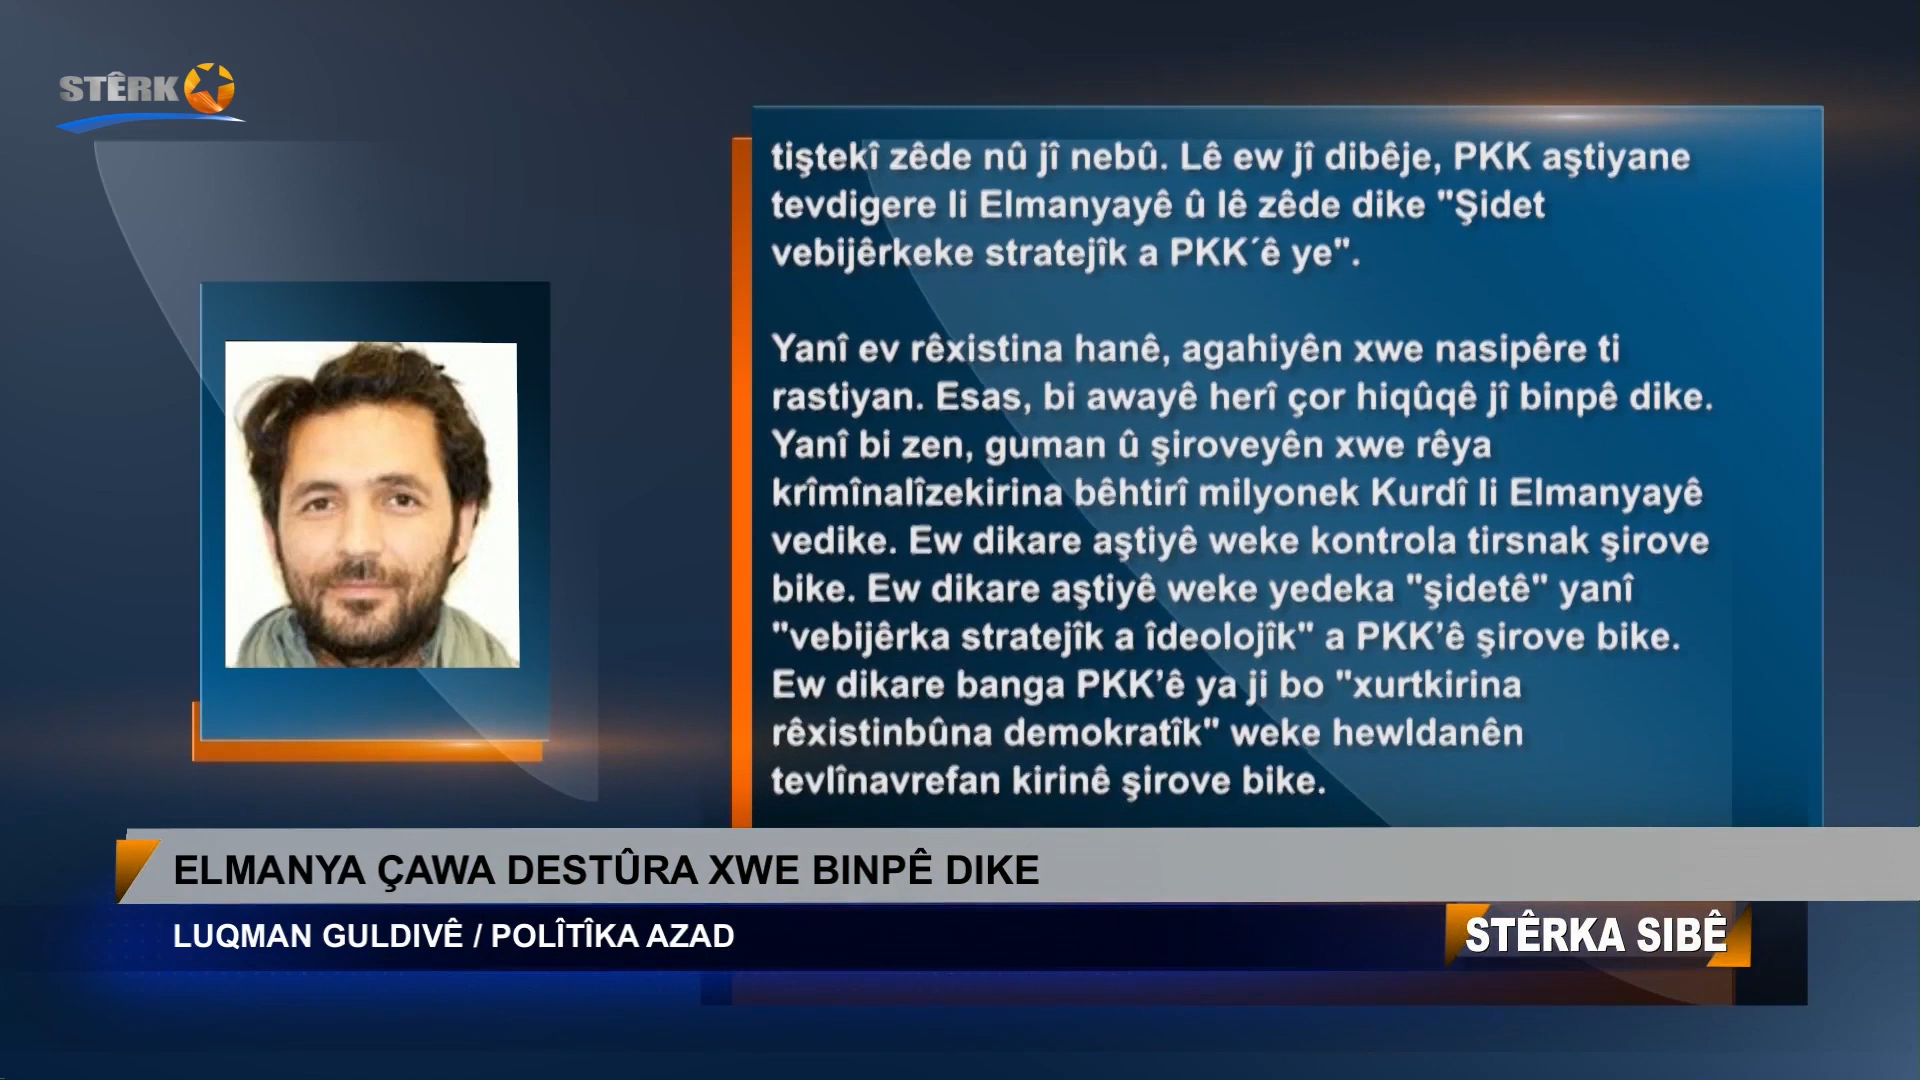 STÊRK
tiştekî zêde nû jî nebû. Lê ew jî dibêje, PKK aştiyane
tevdigere li Elmanyayê û lê zêde dike "Şidet
vebijêrkeke stratejîk a PKK´ê ye".
Yanî ev rêxistina hanê, agahiyên xwe nasipêre ti
rastiyan. Esas, bi awayê herî çor hiqûqê jî binpê dike.
Yanî bi zen, guman û şiroveyên xwe rêya
krîmînalîzekirina bêhtirî milyonek Kurdî li Elmanyayê
vedike. Ew dikare aştiyê weke kontrola tirsnak şirove
bike. Ew dikare aştiyê weke yedeka "şidetê" yanî
"vebijêrka stratejîk a îdeolojîk" a PKK’ê şirove bike.
Ew dikare banga PKK’ê ya ji bo "xurtkirina
rêxistinbûna demokratîk" weke hewldanên
tevlînavrefan kirinê şirove bike.
ELMANYA ÇAWA DESTÛRA XWE BINPÊ DIKE
LUQMAN GULDIVÊ / POLÎTÎKA AZAD
STÊRKA SIBÊ